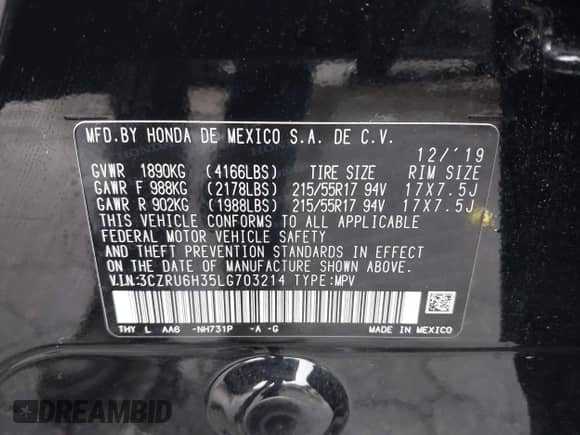 MFD.BY HONDA DE MEXICO S.A. DE C.V.
12/'19
GVWR 1890KG (4166LBS) TIRE SIZE RIM SIZE
GAWR F 988KG (2178LBS) 215/55R17 94V 17X7.5J
GAWR R 902KG (1988LBS) 215/55R17 94V 17X7.5J
THIS VEHICLE CONFORMS TO ALL APPLICABLE
FEDERAL MOTOR VEHICLE SAFETY
AND THEFT PREVENTION STANDARDS IN EFFECT
ON THE DATE OF MANUFACTURE SHOWN ABOVE.
V.I.N:3CZRU6H35LG703214 TYPE:MPV
THY L AA6 -NH731P -A -G
MADE IN MEXICO
DREAMBID